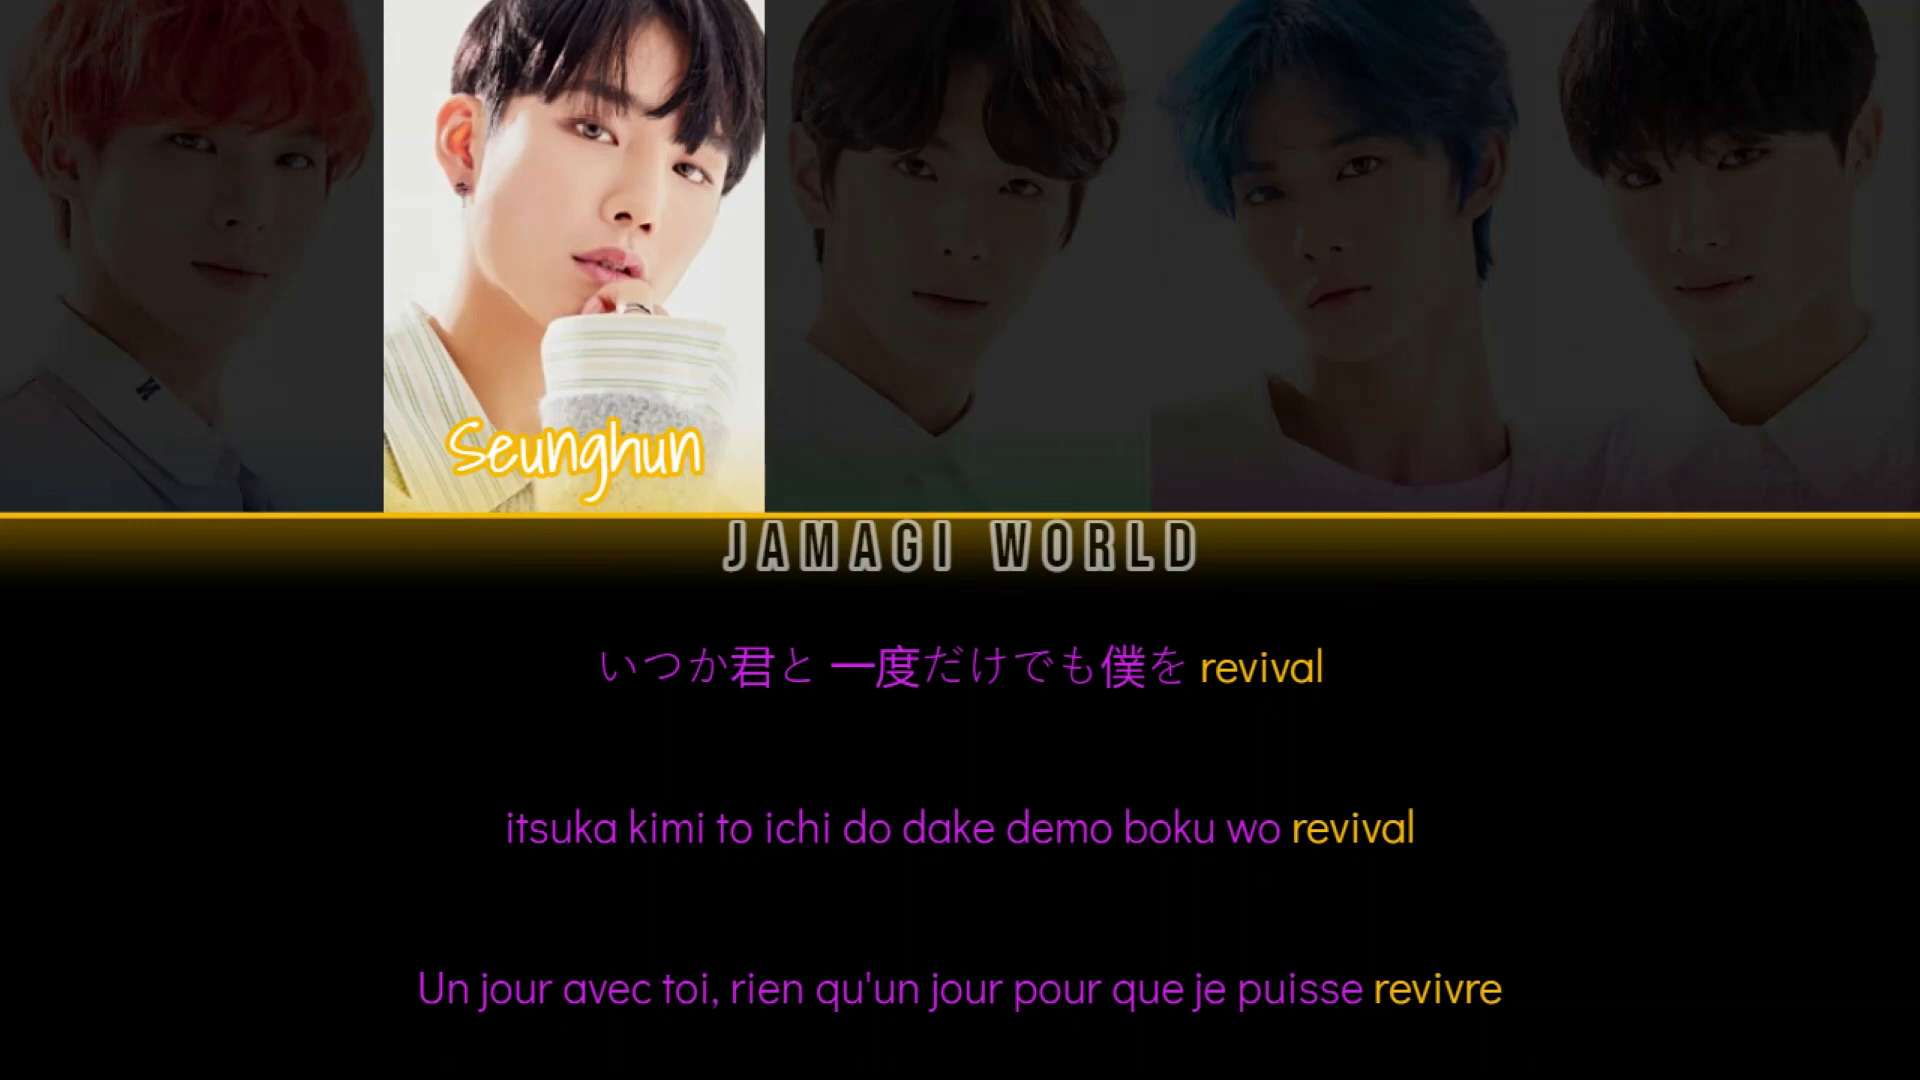 Seunghun
JAMAGI WORLD
いつか君と 一度だけでも僕を revival
itsuka kimi to ichi do dake demo boku wo revival
Un jour avec toi, rien qu'un jour pour que je puisse revivre